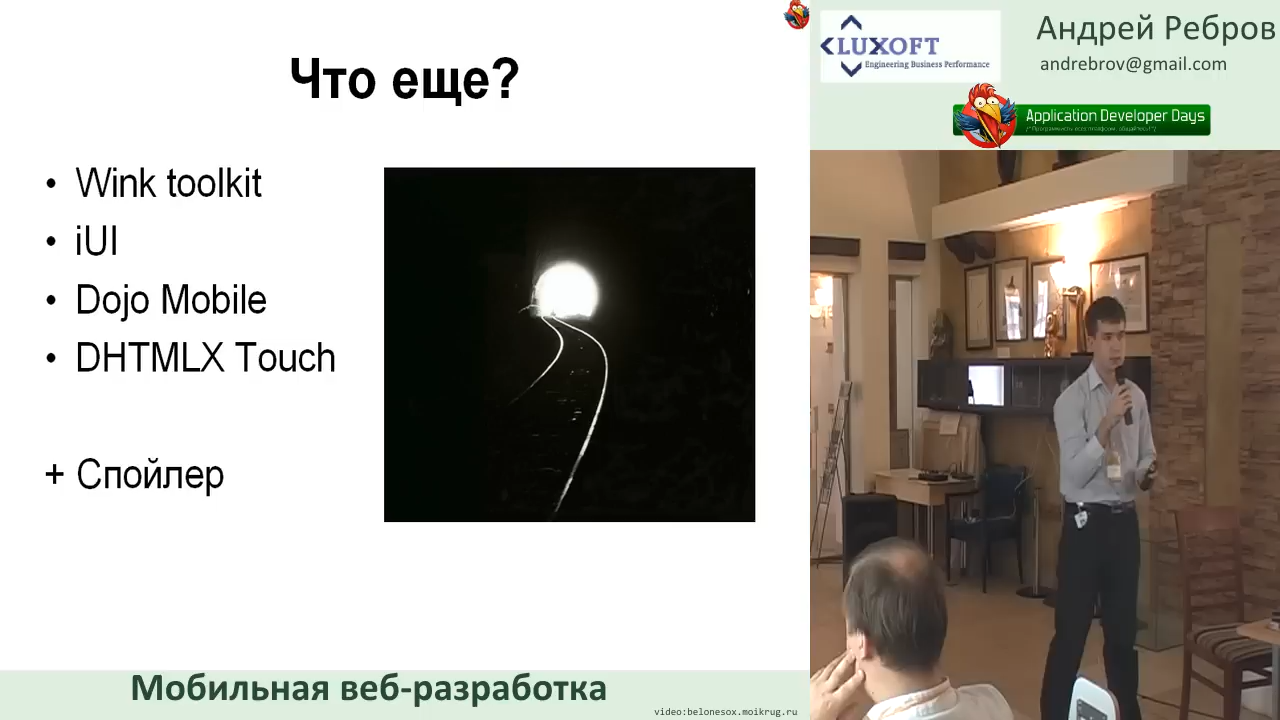 Что еще?
• Wink toolkit
• iUI
• Dojo Mobile
• DHTMLX Touch
+ Спойлер
Мобильная веб-разработка
video:belonesox.moikrug.ru
LUXOFT
Engineering Business Performance
Андрей Ребров
andrebrov@gmail.com
Application Developer Days